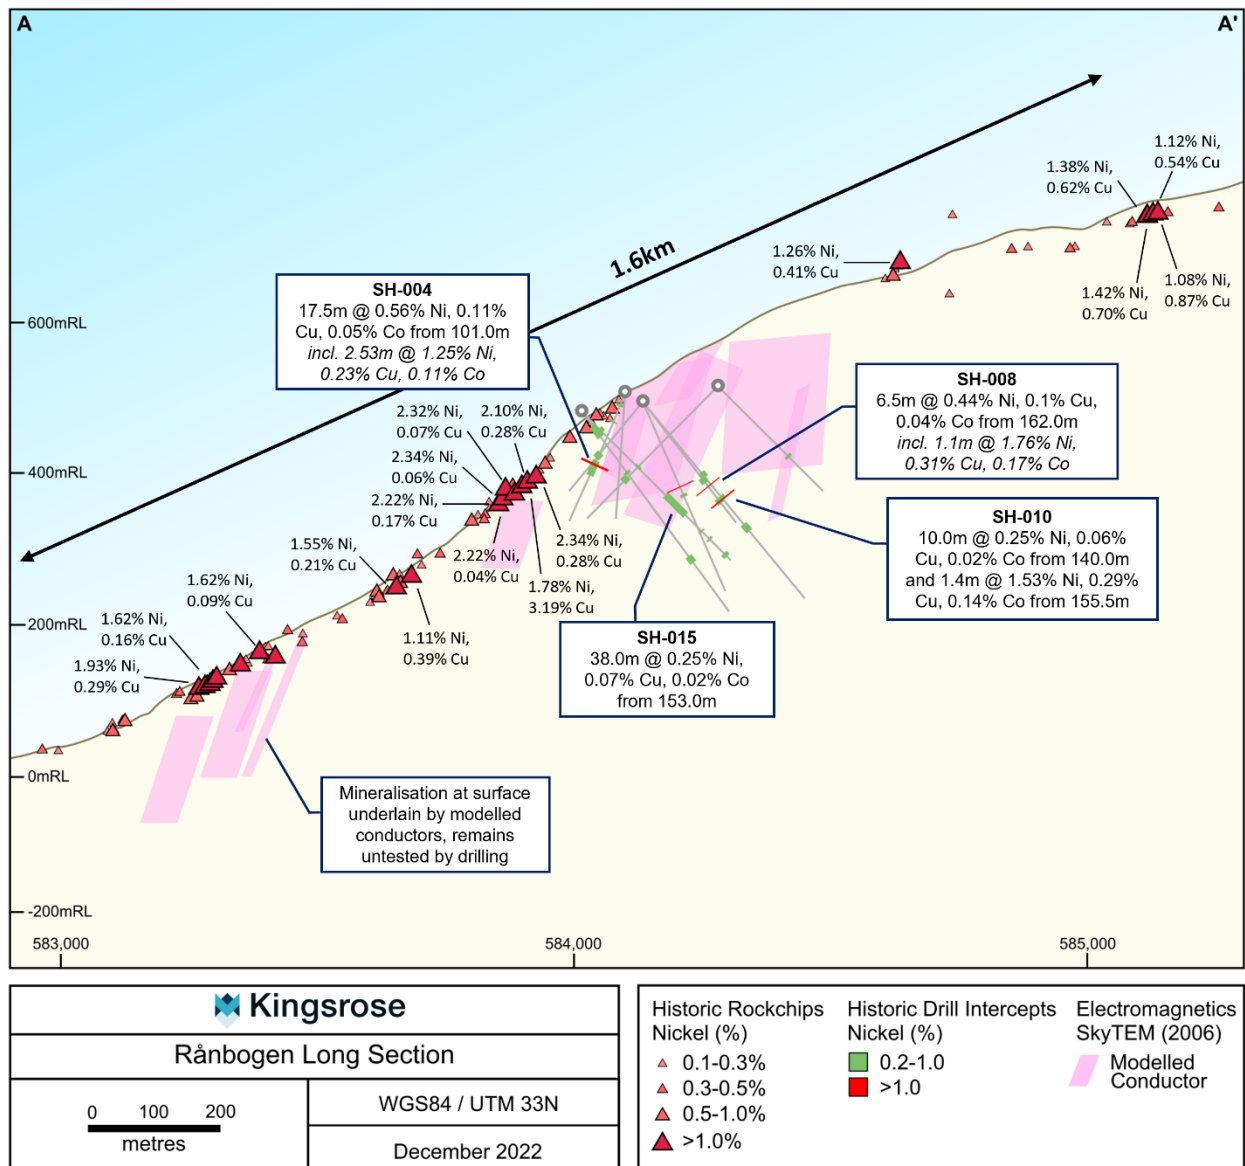 A
A'
1.6km
1.12% Ni,
0.54% Cu
1.38% Ni,
0.62% Cu
1.26% Ni,
0.41% Cu
1.42% Ni,
0.70% Cu
1.08% Ni,
0.87% Cu
SH-004
17.5m @ 0.56% Ni, 0.11%
Cu, 0.05% Co from 101.0m
incl. 2.53m @ 1.25% Ni,
0.23% Cu, 0.11% Co
600mRL
SH-008
6.5m @ 0.44% Ni, 0.1% Cu,
0.04% Co from 162.0m
incl. 1.1m @ 1.76% Ni,
0.31% Cu, 0.17% Co
2.32% Ni,
0.07% Cu
2.10% Ni,
0.28% Cu
2.34% Ni,
0.06% Cu
400mRL
2.22% Ni,
0.17% Cu
SH-010
10.0m @ 0.25% Ni, 0.06%
Cu, 0.02% Co from 140.0m
and 1.4m @ 1.53% Ni, 0.29%
Cu, 0.14% Co from 155.5m
1.55% Ni,
0.21% Cu
2.22% Ni,
0.04% Cu
2.34% Ni,
0.28% Cu
1.78% Ni,
3.19% Cu
1.62% Ni,
0.09% Cu
1.62% Ni,
0.16% Cu
200mRL
1.11% Ni,
0.39% Cu
1.93% Ni,
0.29% Cu
SH-015
38.0m @ 0.25% Ni,
0.07% Cu, 0.02% Co
from 153.0m
0mRL
Mineralisation at surface
underlain by modelled
conductors, remains
untested by drilling
-200mRL
583,000
584,000
585,000
Kingsrose
Rånbogen Long Section
0 100 200
metres
WGS84 / UTM 33N
December 2022
Historic Rockchips
Nickel (%)
0.1-0.3%
0.3-0.5%
0.5-1.0%
>1.0%
Historic Drill Intercepts
Nickel (%)
0.2-1.0
>1.0
Electromagnetics
SkyTEM (2006)
Modelled
Conductor